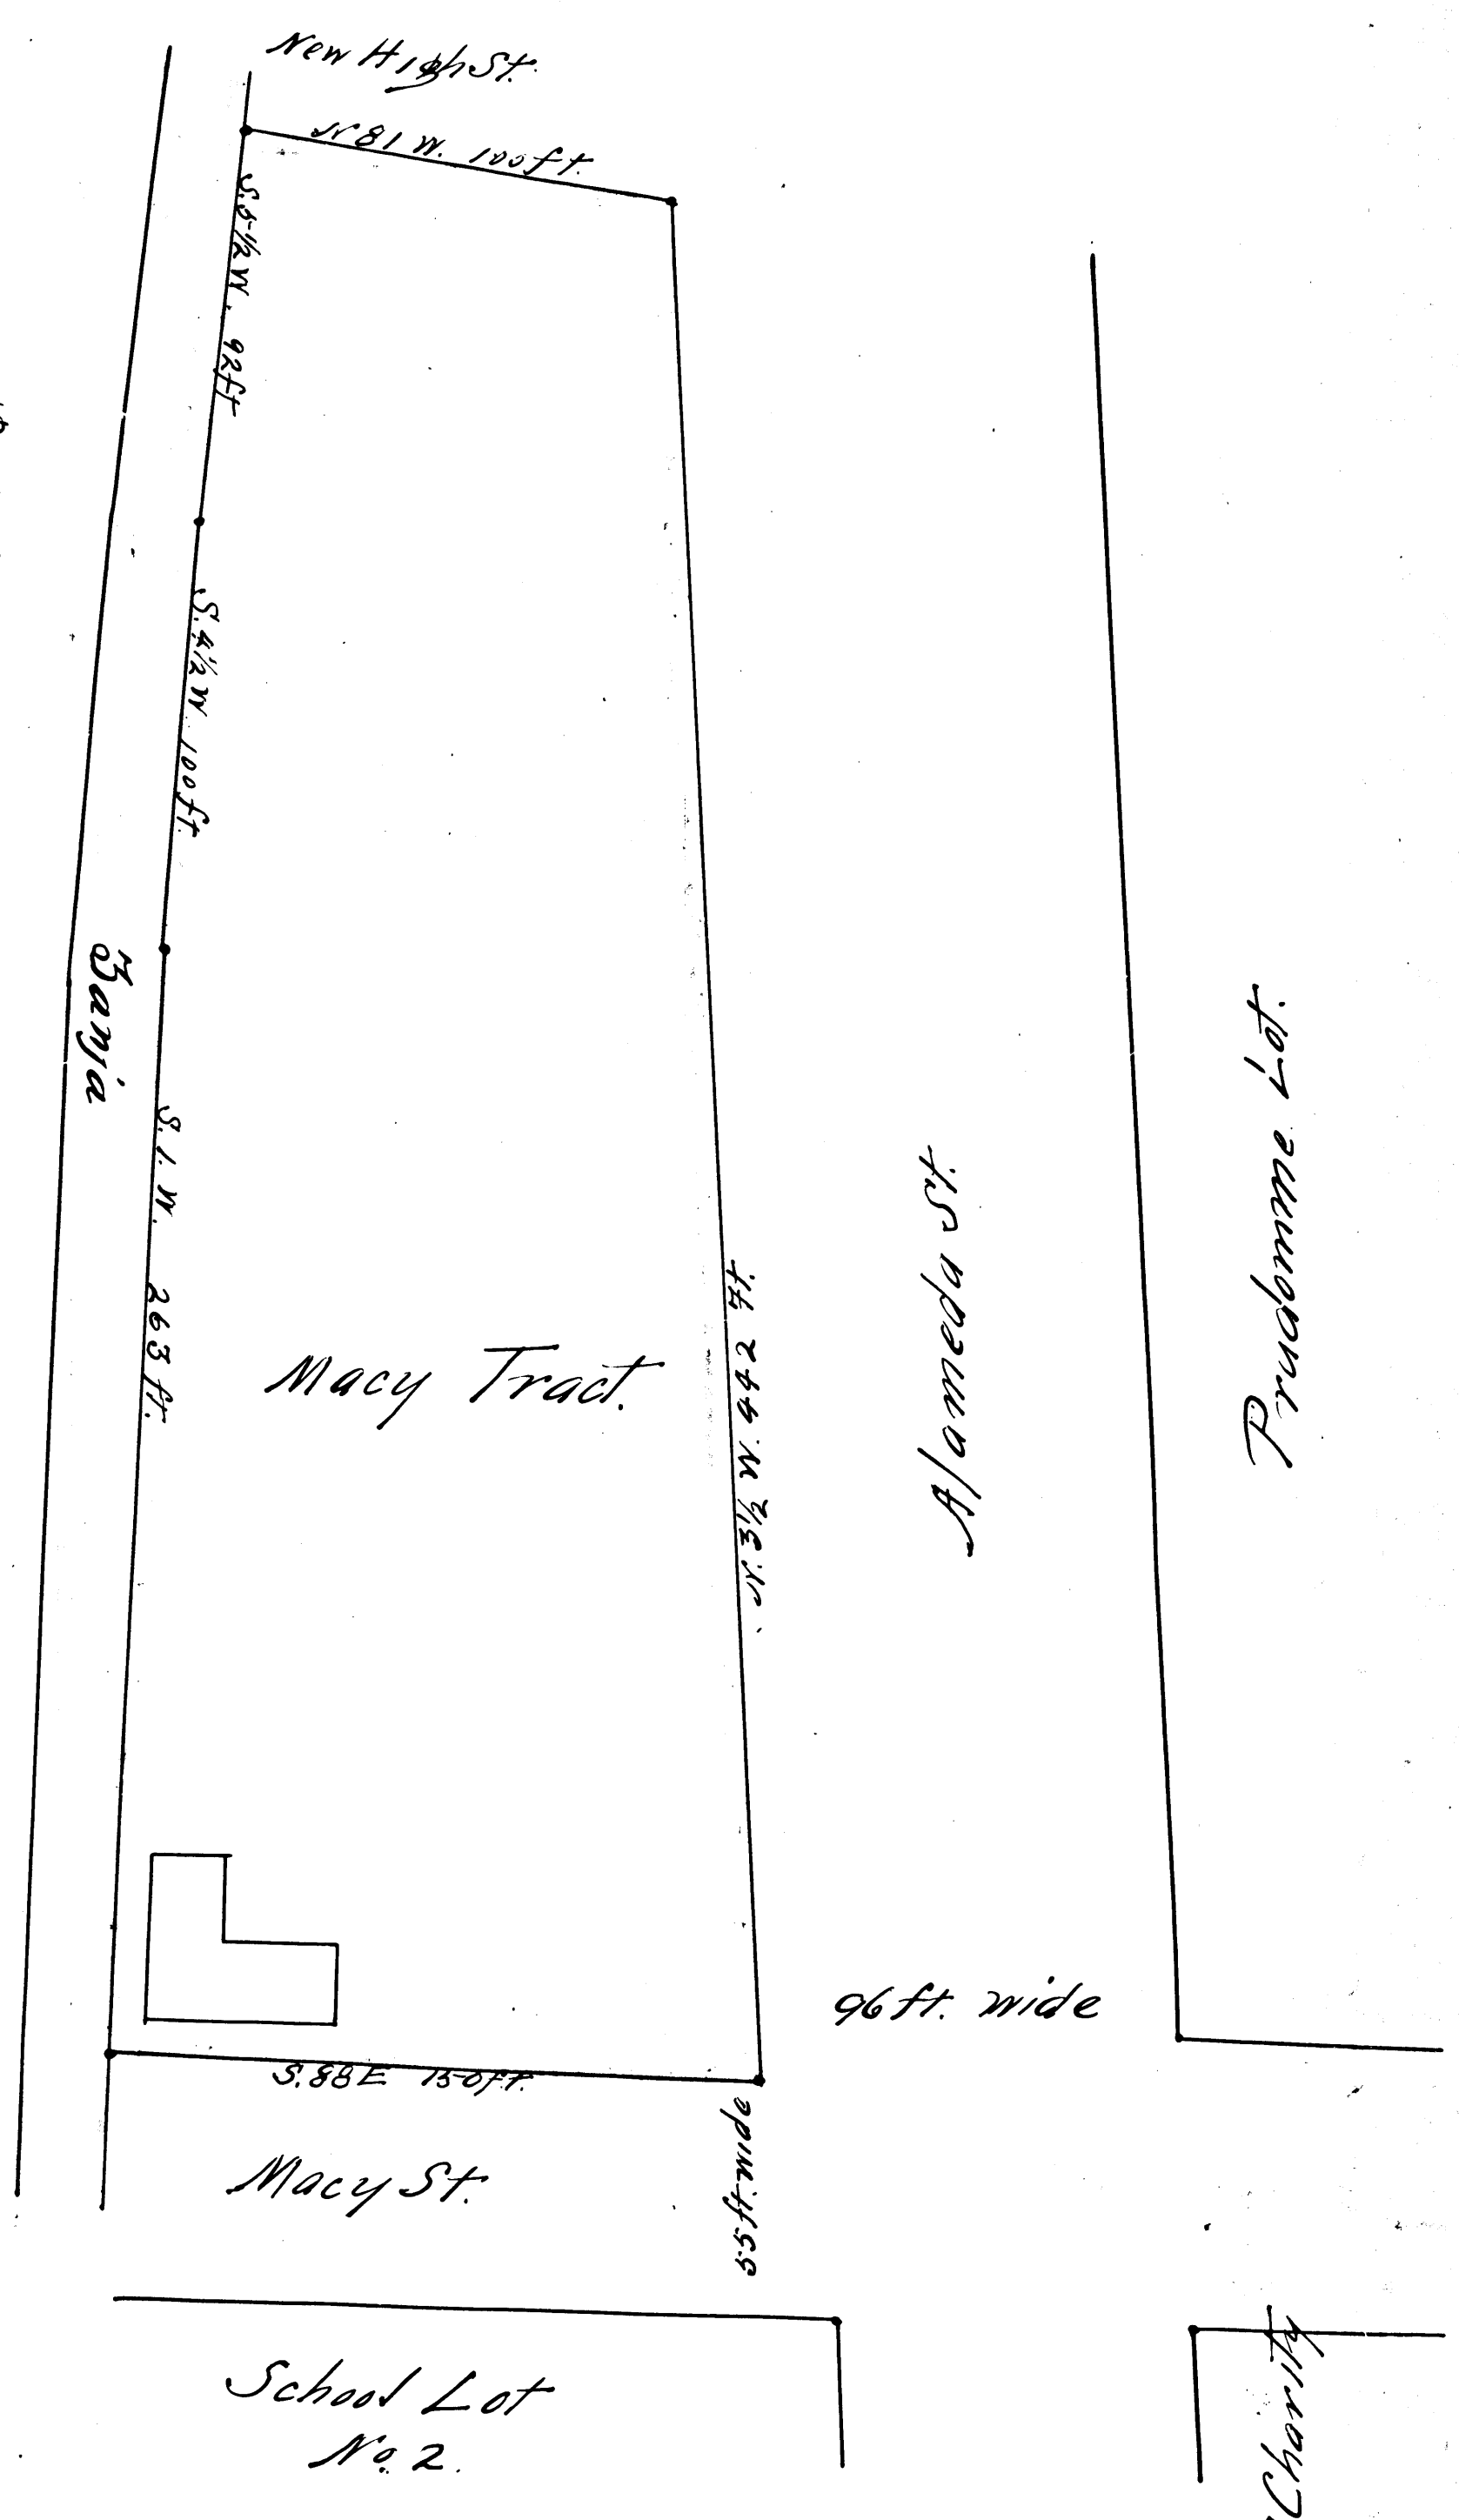 New High St.
N 81 W. 100 ft.
S. 5-1/2 W. 92 ft
S. 4 1/2 W 100 ft.
Zanja
S. 1. W. 263 ft.
Macy Tract.
N. 3 1/2 W. 442 ft.
Alameda St.
Prudomme Lot.
96 ft. wide
S. 88 E 150 ft.
Macy St.
55 ft. wide
School Lot
No. 2.
Charity